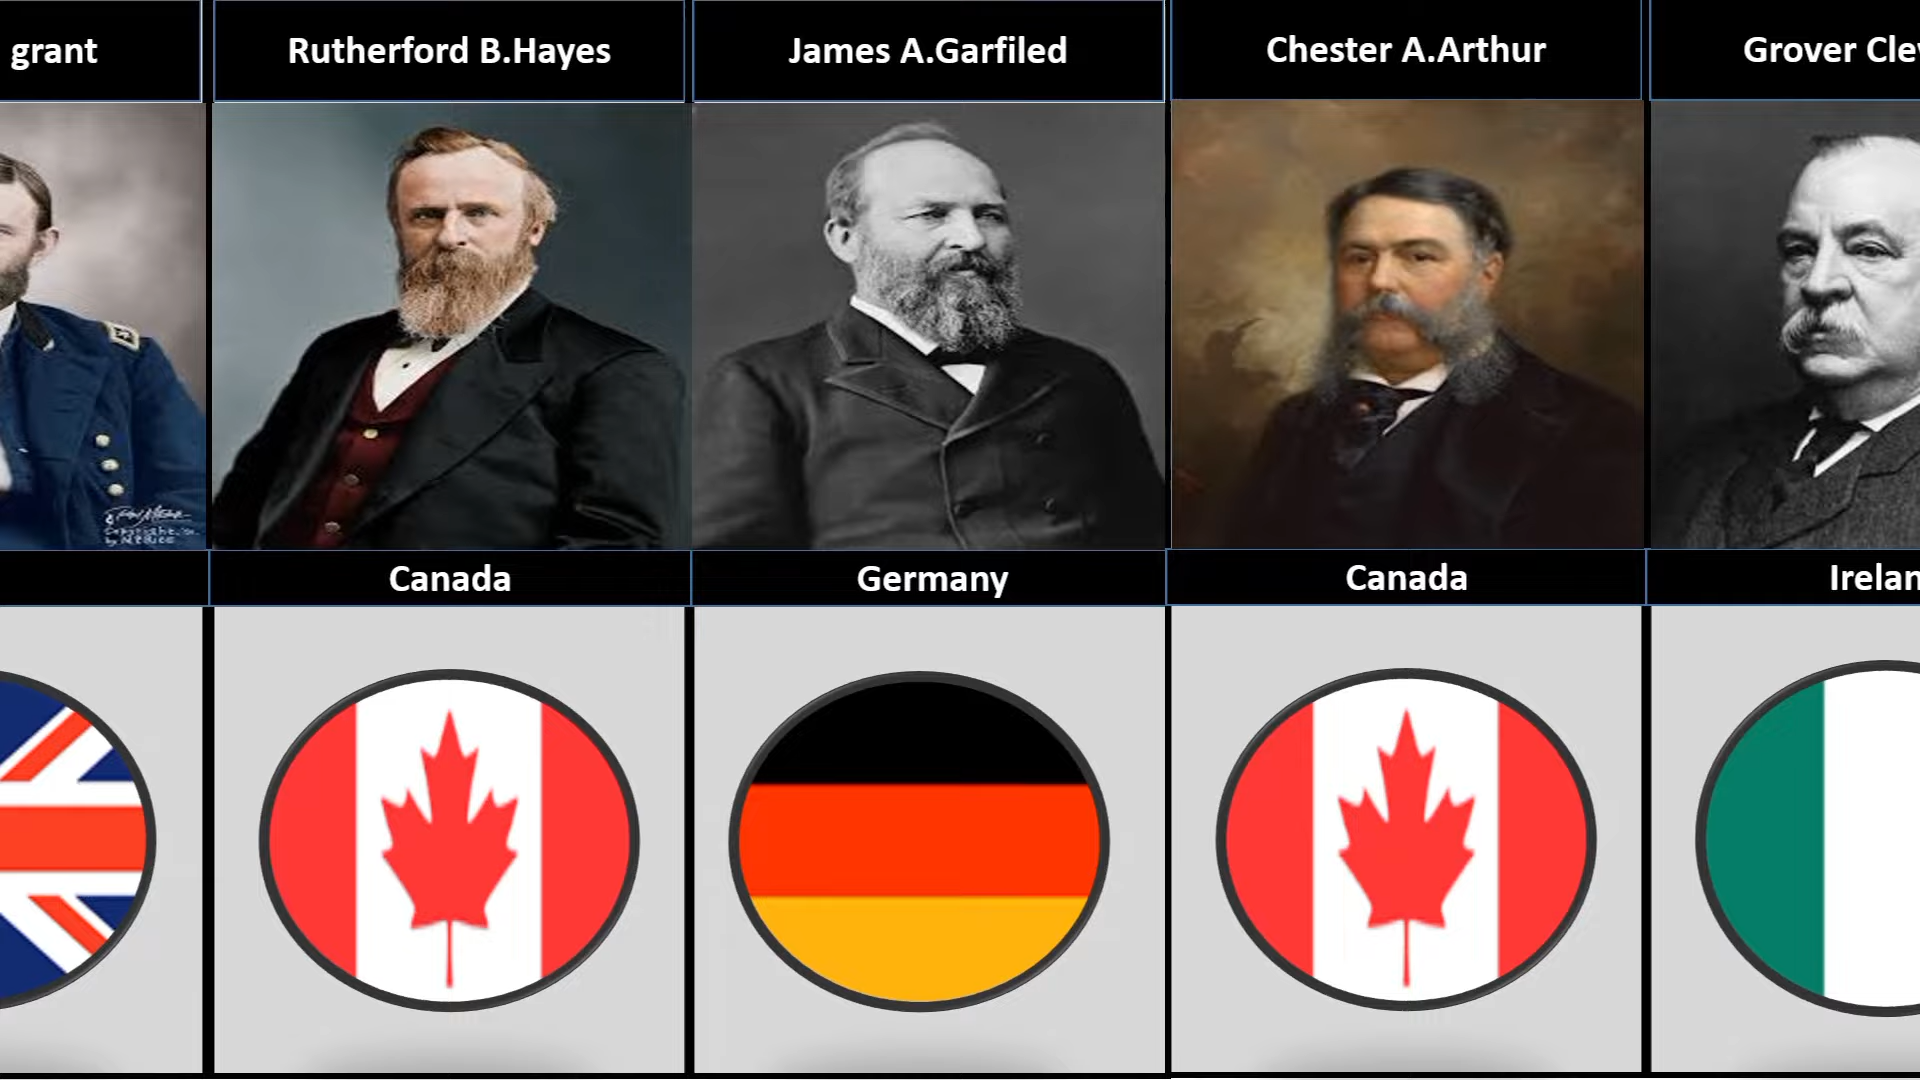 grant
Rutherford B.Hayes
James A.Garfiled
Chester A.Arthur
Grover Clev
Canada
Germany
Canada
Irelan